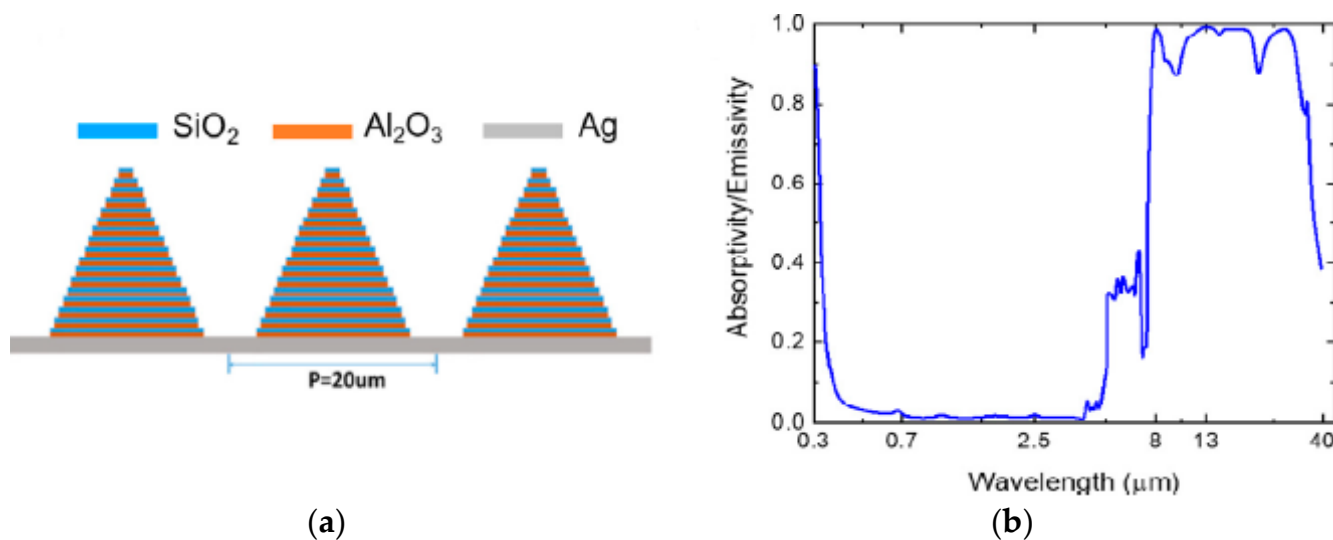 SiO2
Al2O3
Ag
P=20um
(a)
(b)
Absorptivity/Emissivity
1.0
0.8
0.6
0.4
0.2
0.0
0.3 0.7 2.5 8 13 40
Wavelength (μm)